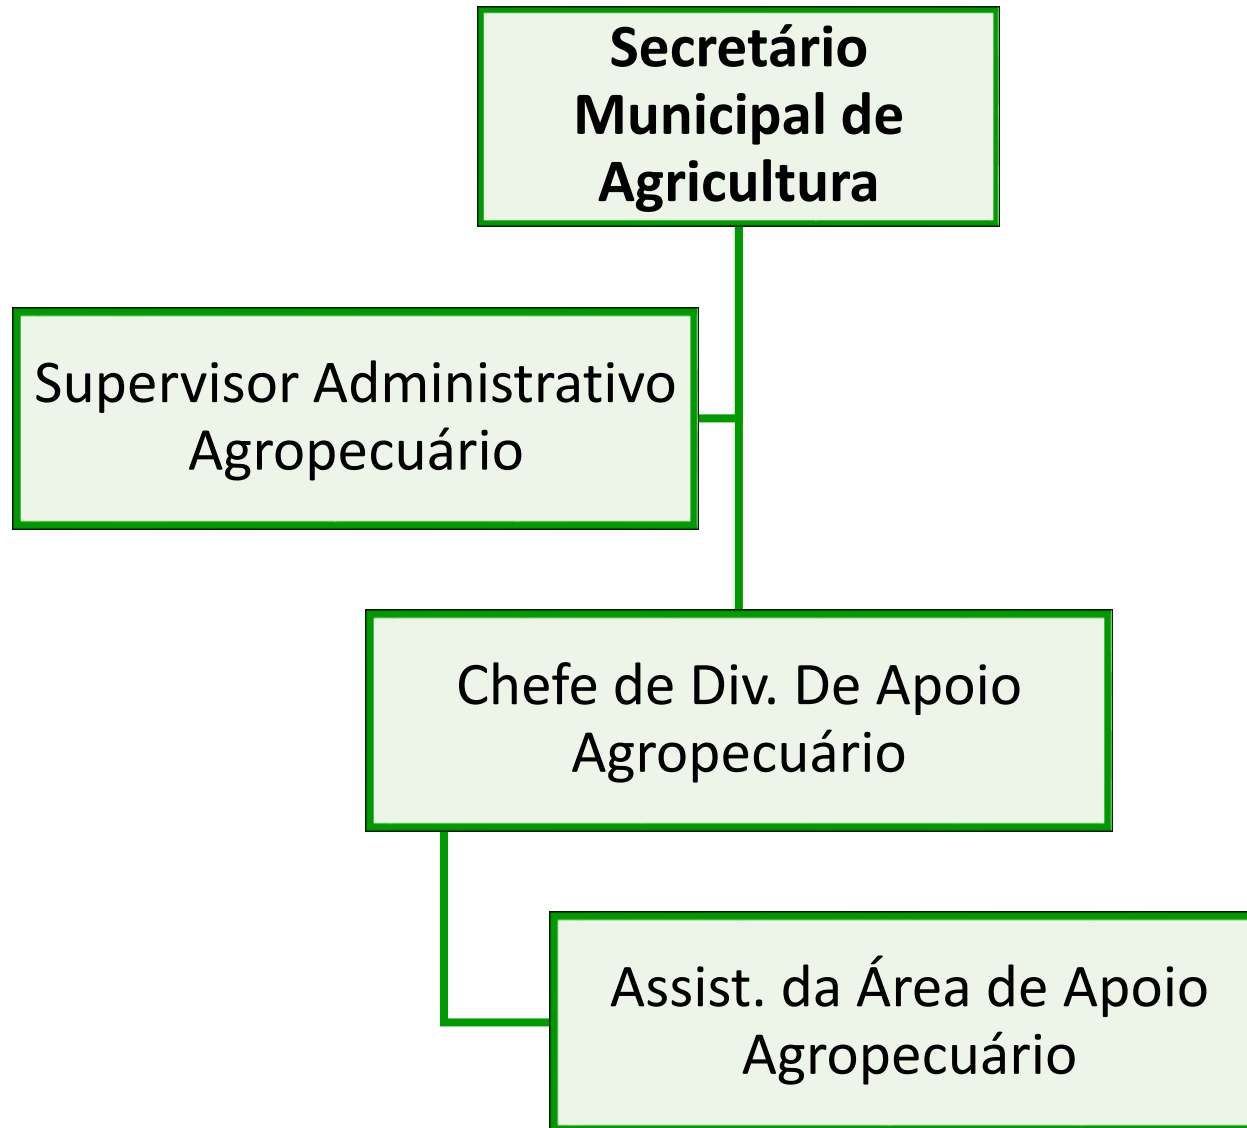 Secretário
Municipal de
Agricultura
Supervisor Administrativo
Agropecuário
Chefe de Div. De Apoio
Agropecuário
Assist. da Área de Apoio
Agropecuário